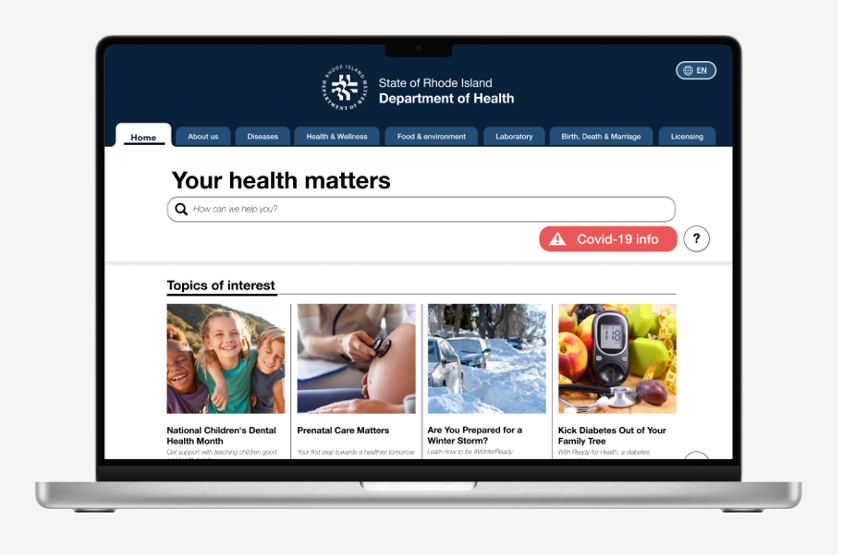 RHODE ISLAND
DEPARTMENT OF HEALTH
State of Rhode Island
Department of Health
EN
Home
About us
Diseases
Health & Wellness
Food & environment
Laboratory
Birth, Death & Marriage
Licensing
Your health matters
How can we help you?
Covid-19 info
?
Topics of interest
118
National Children's Dental
Health Month
Get support with teaching children good
Prenatal Care Matters
Your first step towards a healthier tomorrow
Are You Prepared for a
Winter Storm?
Learn how to be #WinterReady
Kick Diabetes Out of Your
Family Tree
With Ready for Health, a diabetes